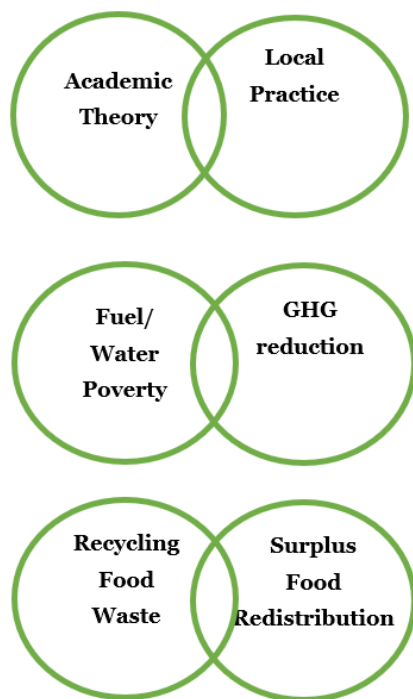 Academic
Theory
Local
Practice
Fuel/
Water
Poverty
GHG
reduction
Recycling
Food
Waste
Surplus
Food
Redistribution